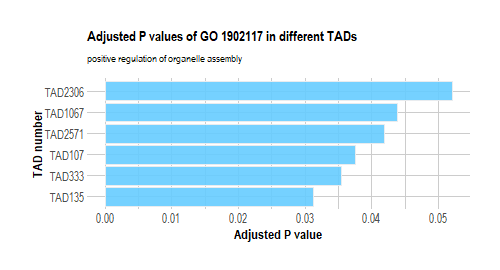 Adjusted P values of GO 1902117 in different TADs
positive regulation of organelle assembly
TAD number
TAD2306
TAD1067
TAD2571
TAD107
TAD333
TAD135
0.00 0.01 0.02 0.03 0.04 0.05
Adjusted P value